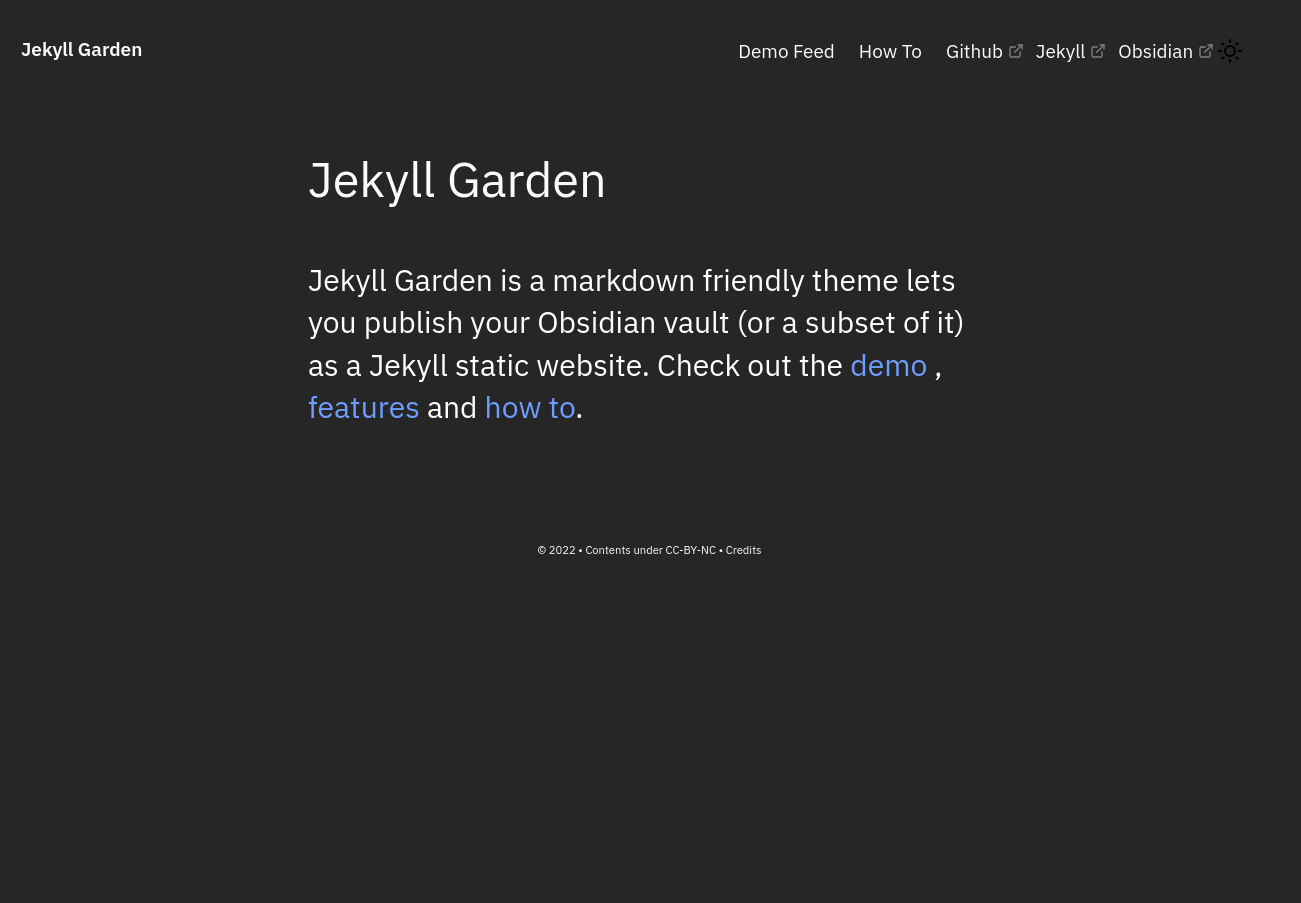 Jekyll Garden
Demo Feed How To Github Jekyll Obsidian
Jekyll Garden
Jekyll Garden is a markdown friendly theme lets
you publish your Obsidian vault (or a subset of it)
as a Jekyll static website. Check out the demo ,
features and how to.
© 2022 • Contents under CC-BY-NC • Credits